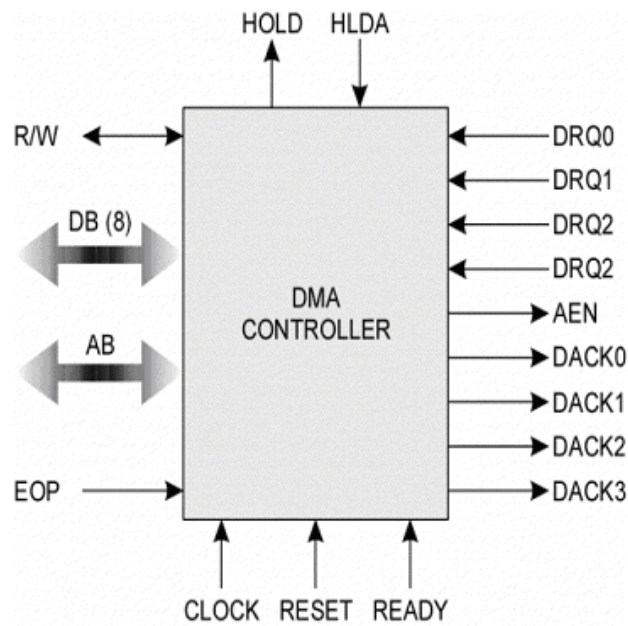 HOLD HLDA
R/W
DRQ0
DRQ1
DB (8)
DRQ2
DRQ2
DMA
CONTROLLER
AEN
AB
DACK0
DACK1
DACK2
EOP
DACK3
CLOCK RESET READY